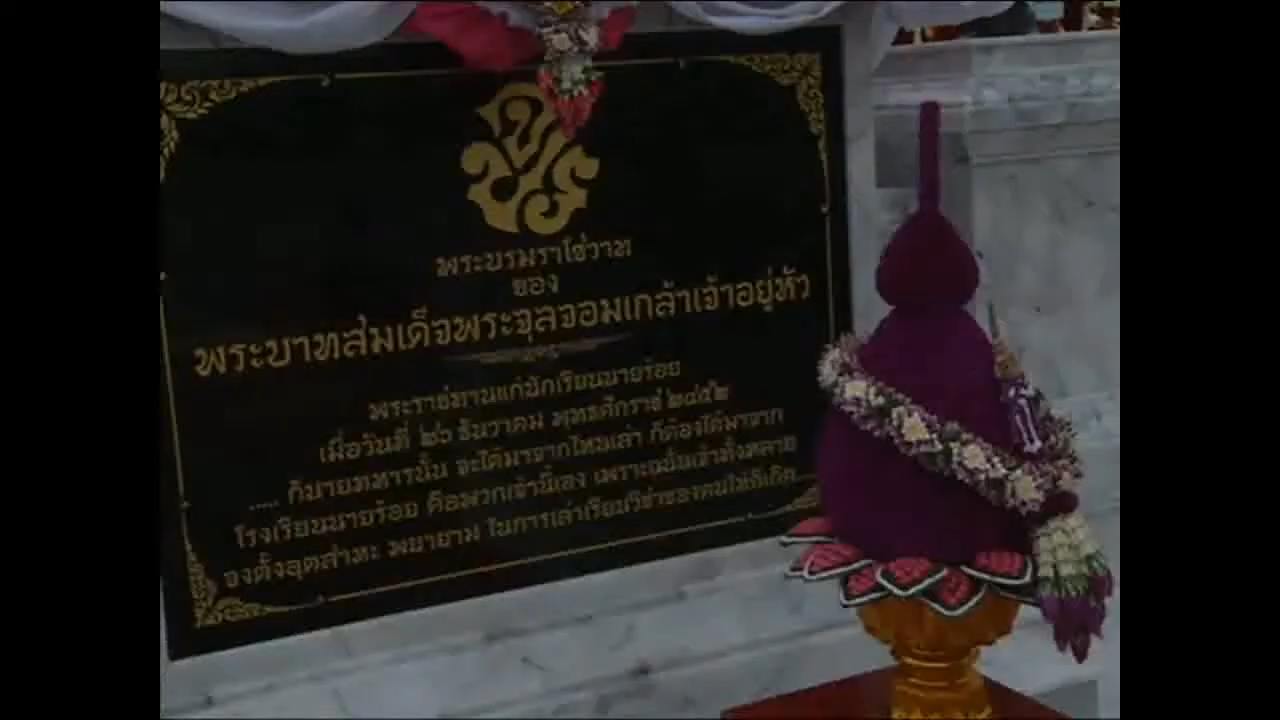 พระบรมราโชวาท
ของ
พระบาทสมเด็จพระจุลจอมเกล้าเจ้าอยู่หัว
พระราชทานแก่นักเรียนนายร้อย
เมื่อวันที่ ๒๖ ธันวาคม พุทธศักราช ๒๔๕๒
.... ก็นายทหารนั้น จะได้มาจากไหนเล่า ก็ต้องได้มาจาก
โรงเรียนนายร้อย คือพวกเจ้านี้เอง เพราะฉนั้นเจ้าทั้งหลาย
จงตั้งอุตสาหะ พยายาม ในการเล่าเรียนวิชาของตนให้ดีเถิด